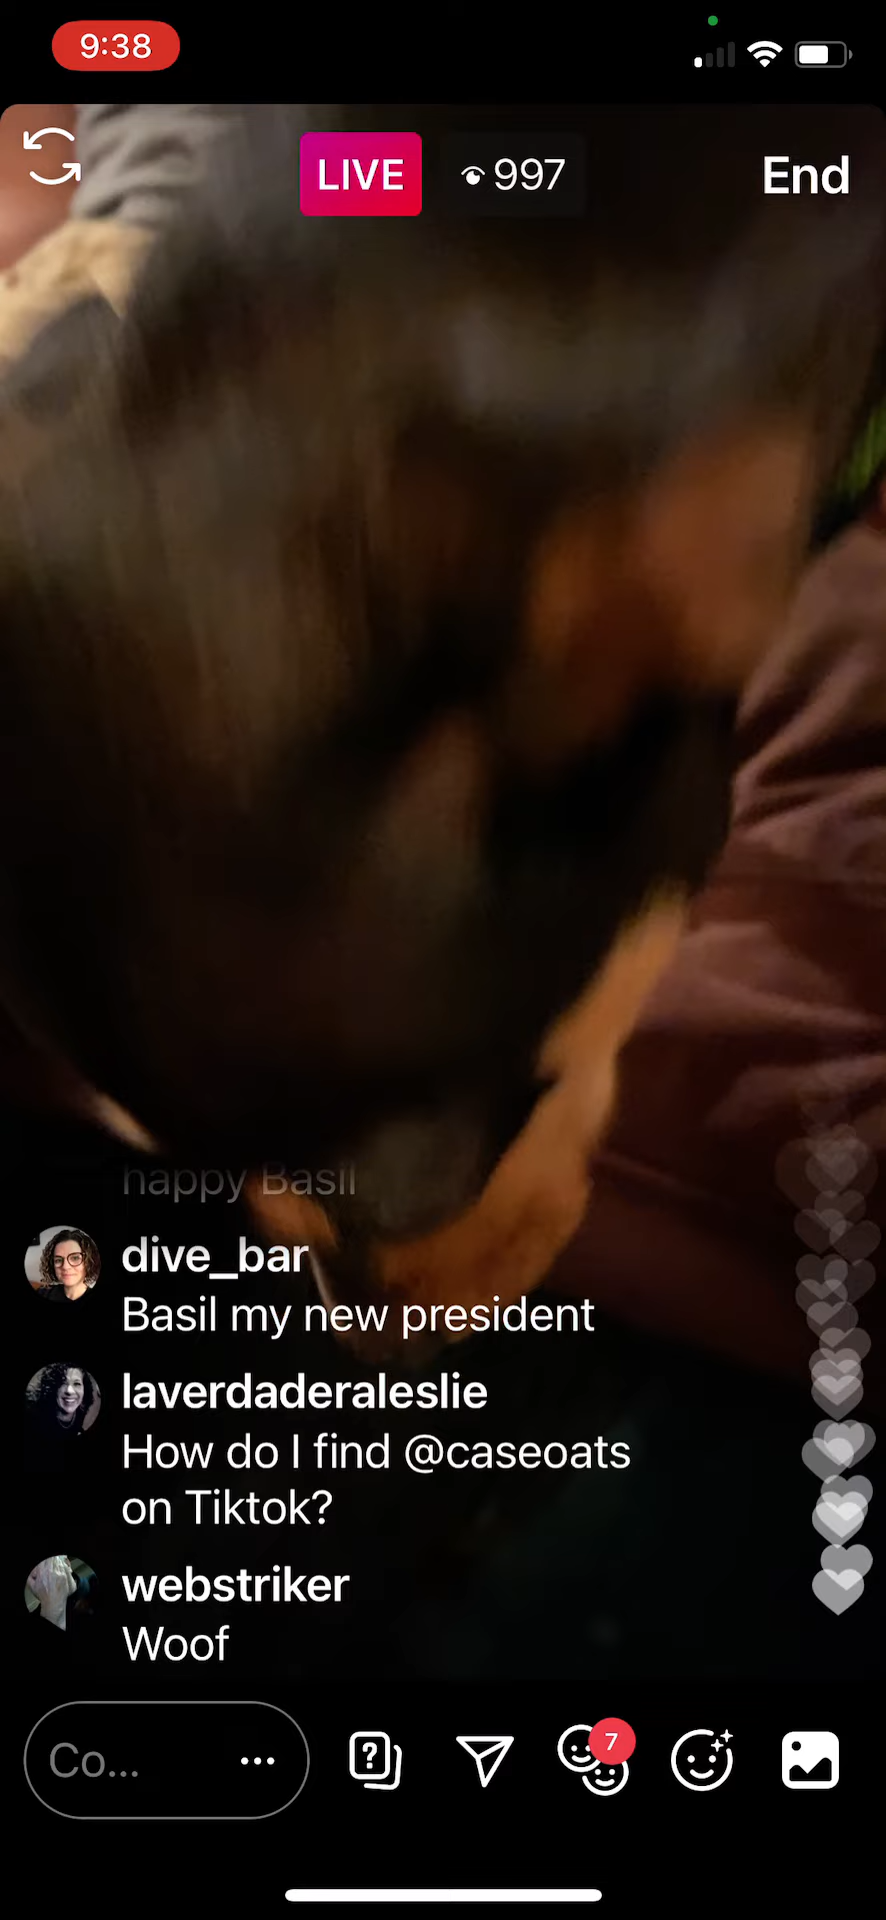 9:38
LIVE
997
End
happy Basil
dive_bar
Basil my new president
laverdaderaleslie
How do I find @caseoats
on Tiktok?
webstriker
Woof
Co...
7